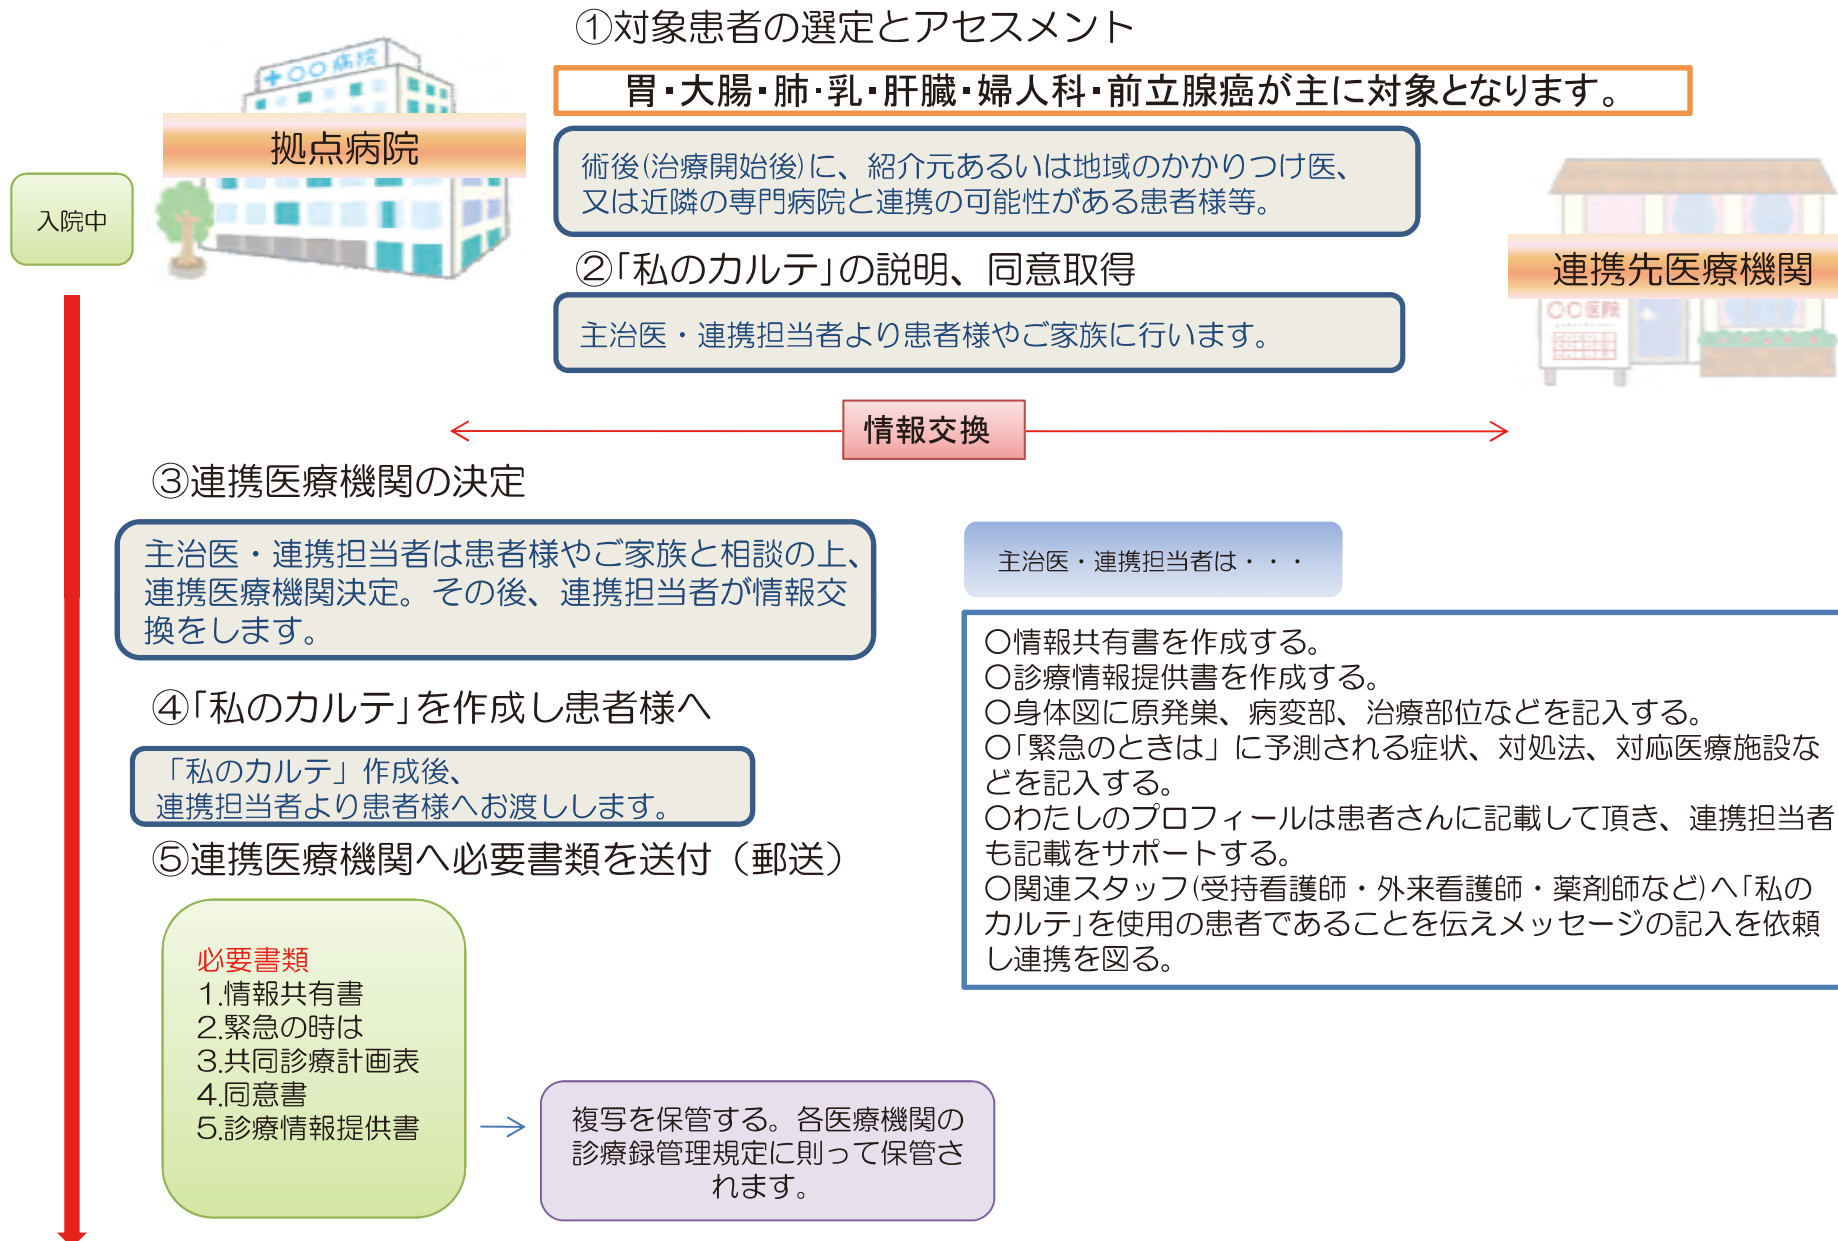 ①対象患者の選定とアセスメント
胃・大腸・肺・乳・肝臓・婦人科・前立腺癌が主に対象となります。
○○病院
拠点病院
術後(治療開始後)に、紹介元あるいは地域のかかりつけ医、
又は近隣の専門病院と連携の可能性がある患者様等。
入院中
②「私のカルテ」の説明、同意取得
連携先医療機関
○○医院
主治医・連携担当者より患者様やご家族に行います。
情報交換
③連携医療機関の決定
主治医・連携担当者は患者様やご家族と相談の上、
連携医療機関決定。その後、連携担当者が情報交
換をします。
主治医・連携担当者は・・・
○情報共有書を作成する。
○診療情報提供書を作成する。
○身体図に原発巣、病変部、治療部位などを記入する。
○「緊急のときは」に予測される症状、対処法、対応医療施設な
どを記入する。
○わたしのプロフィールは患者さんに記載して頂き、連携担当者
も記載をサポートする。
○関連スタッフ(受持看護師・外来看護師・薬剤師など)へ「私の
カルテ」を使用の患者であることを伝えメッセージの記入を依頼
し連携を図る。
④「私のカルテ」を作成し患者様へ
「私のカルテ」作成後、
連携担当者より患者様へお渡しします。
⑤連携医療機関へ必要書類を送付（郵送）
必要書類
1.情報共有書
2.緊急の時は
3.共同診療計画表
4.同意書
5.診療情報提供書
複写を保管する。各医療機関の
診療録管理規定に則って保管さ
れます。